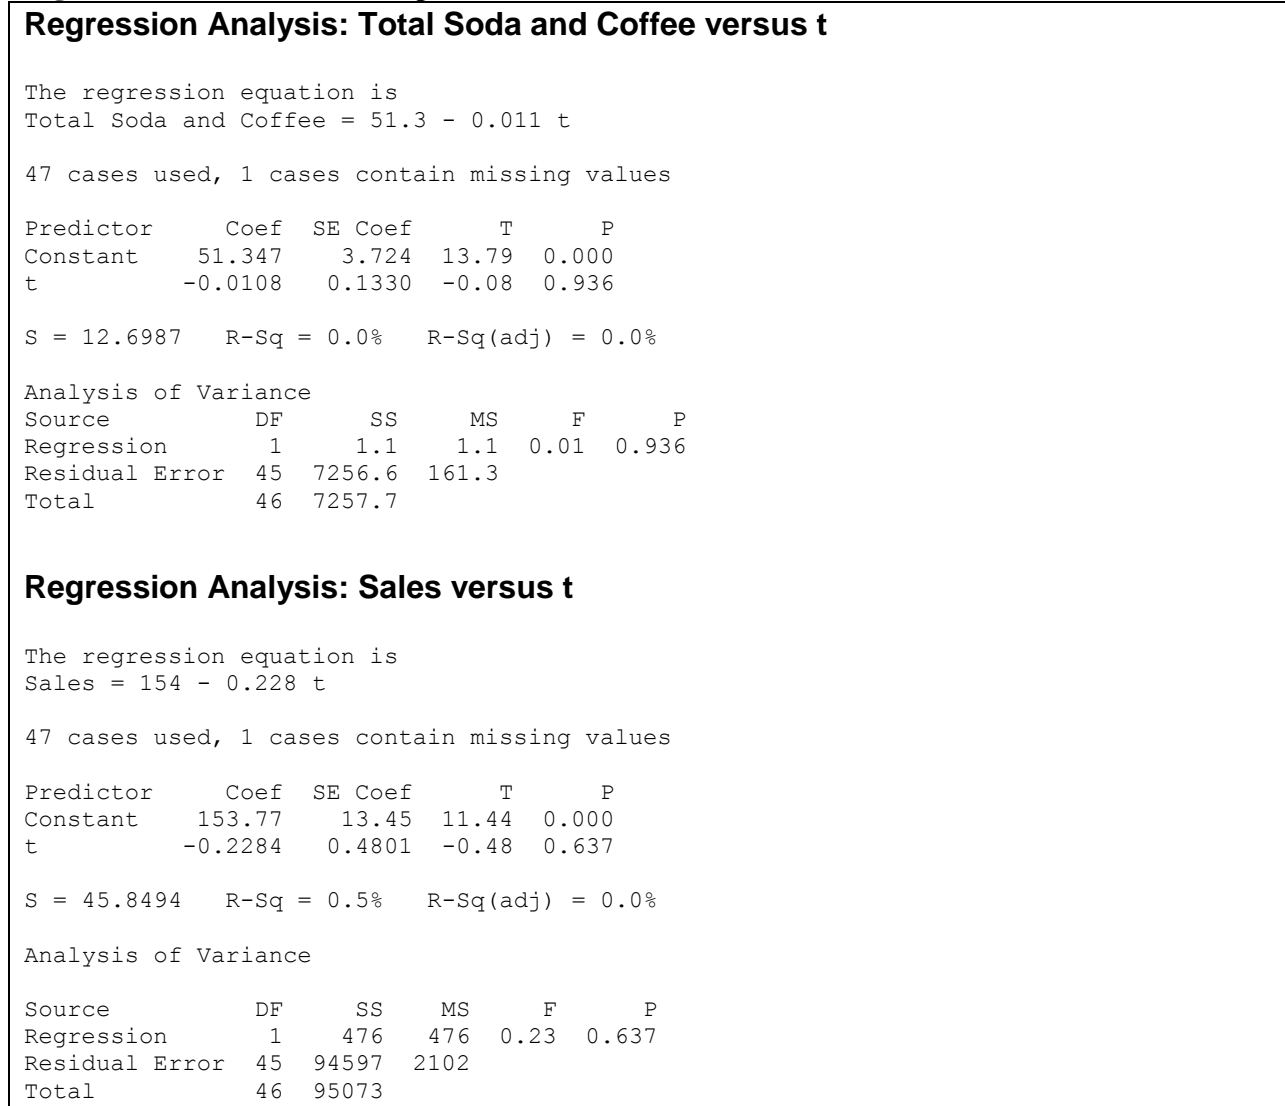 Regression Analysis: Total Soda and Coffee versus t
The regression equation is
Total Soda and Coffee = 51.3 - 0.011 t
47 cases used, 1 cases contain missing values
Predictor Coef SE Coef T P
Constant 51.347 3.724 13.79 0.000
t -0.0108 0.1330 -0.08 0.936
S = 12.6987 R-Sq = 0.0% R-Sq(adj) = 0.0%
Analysis of Variance
Source DF SS MS F P
Regression 1 1.1 1.1 0.01 0.936
Residual Error 45 7256.6 161.3
Total 46 7257.7
Regression Analysis: Sales versus t
The regression equation is
Sales = 154 - 0.228 t
47 cases used, 1 cases contain missing values
Predictor Coef SE Coef T P
Constant 153.77 13.45 11.44 0.000
t -0.2284 0.4801 -0.48 0.637
S = 45.8494 R-Sq = 0.5% R-Sq(adj) = 0.0%
Analysis of Variance
Source DF SS MS F P
Regression 1 476 476 0.23 0.637
Residual Error 45 94597 2102
Total 46 95073